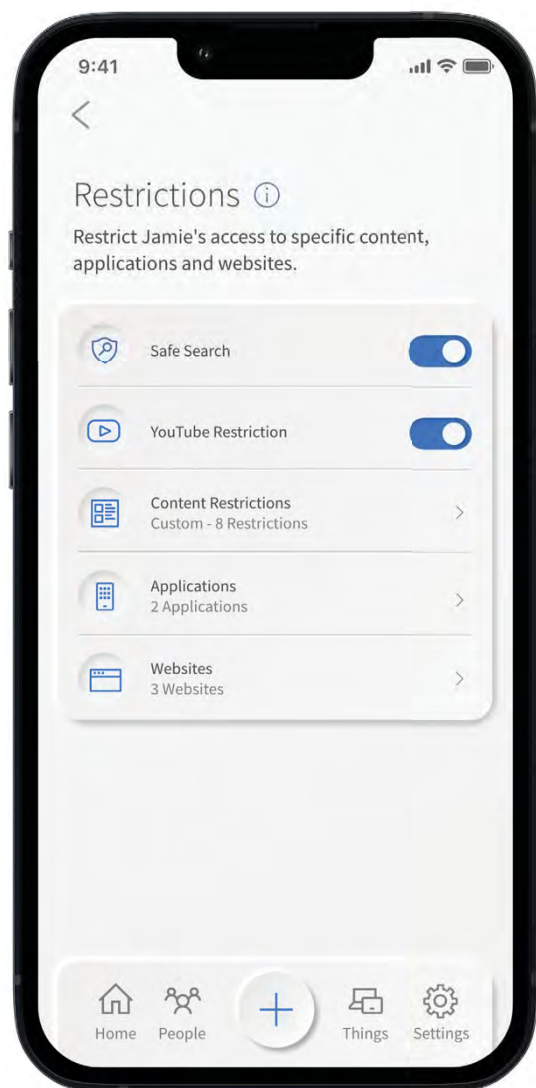 9:41
Restrictions
Restrict Jamie's access to specific content,
applications and websites.
Safe Search
YouTube Restriction
Content Restrictions
Custom - 8 Restrictions
Applications
2 Applications
Websites
3 Websites
Home People Things Settings